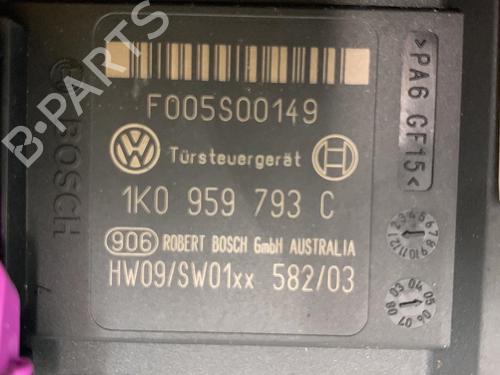 F005S00149
Türsteuergerät
1K0 959 793 C
906 ROBERT BOSCH GmbH AUSTRALIA
HW09/SW01xx 582/03
BOSCH
>PA6 GF15<
B-PARTS